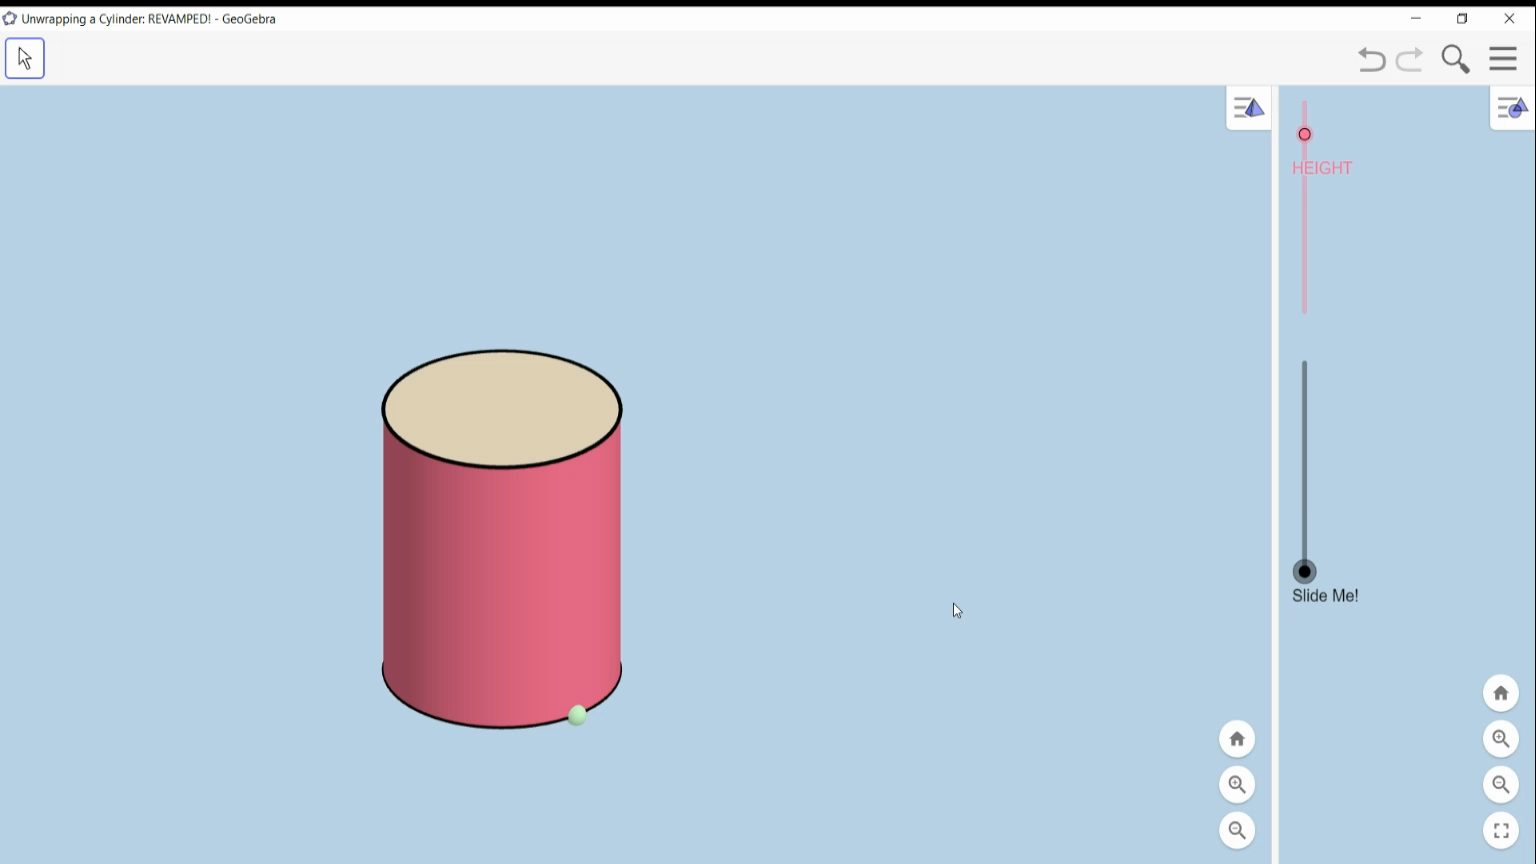 Unwrapping a Cylinder: REVAMPED! - GeoGebra
HEIGHT
Slide Me!